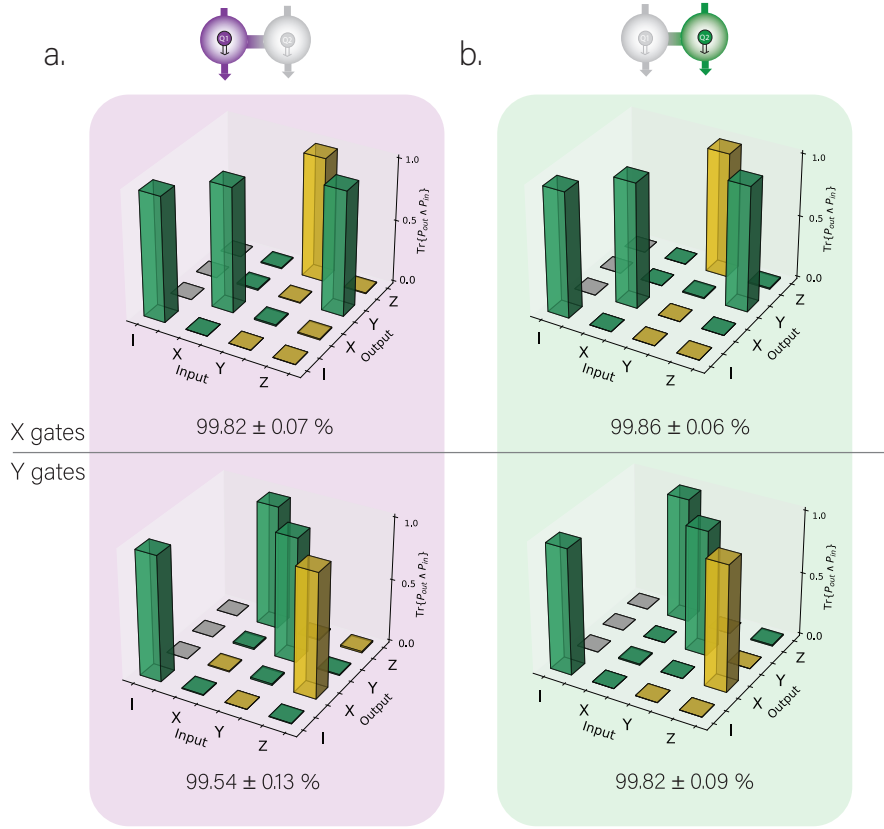 a.
Q1
Q2
b.
Q1
Q2
1.0
0.5
0.0
Tr{P_out ∧ P_in}
I
X
Y
Z
Input
I
X
Y
Z
Output
1.0
0.5
0.0
Tr{P_out ∧ P_in}
I
X
Y
Z
Input
I
X
Y
Z
Output
X gates
99.82 ± 0.07 %
99.86 ± 0.06 %
Y gates
1.0
0.5
0.0
Tr{P_out ∧ P_in}
I
X
Y
Z
Input
I
X
Y
Z
Output
1.0
0.5
0.0
Tr{P_out ∧ P_in}
I
X
Y
Z
Input
I
X
Y
Z
Output
99.54 ± 0.13 %
99.82 ± 0.09 %